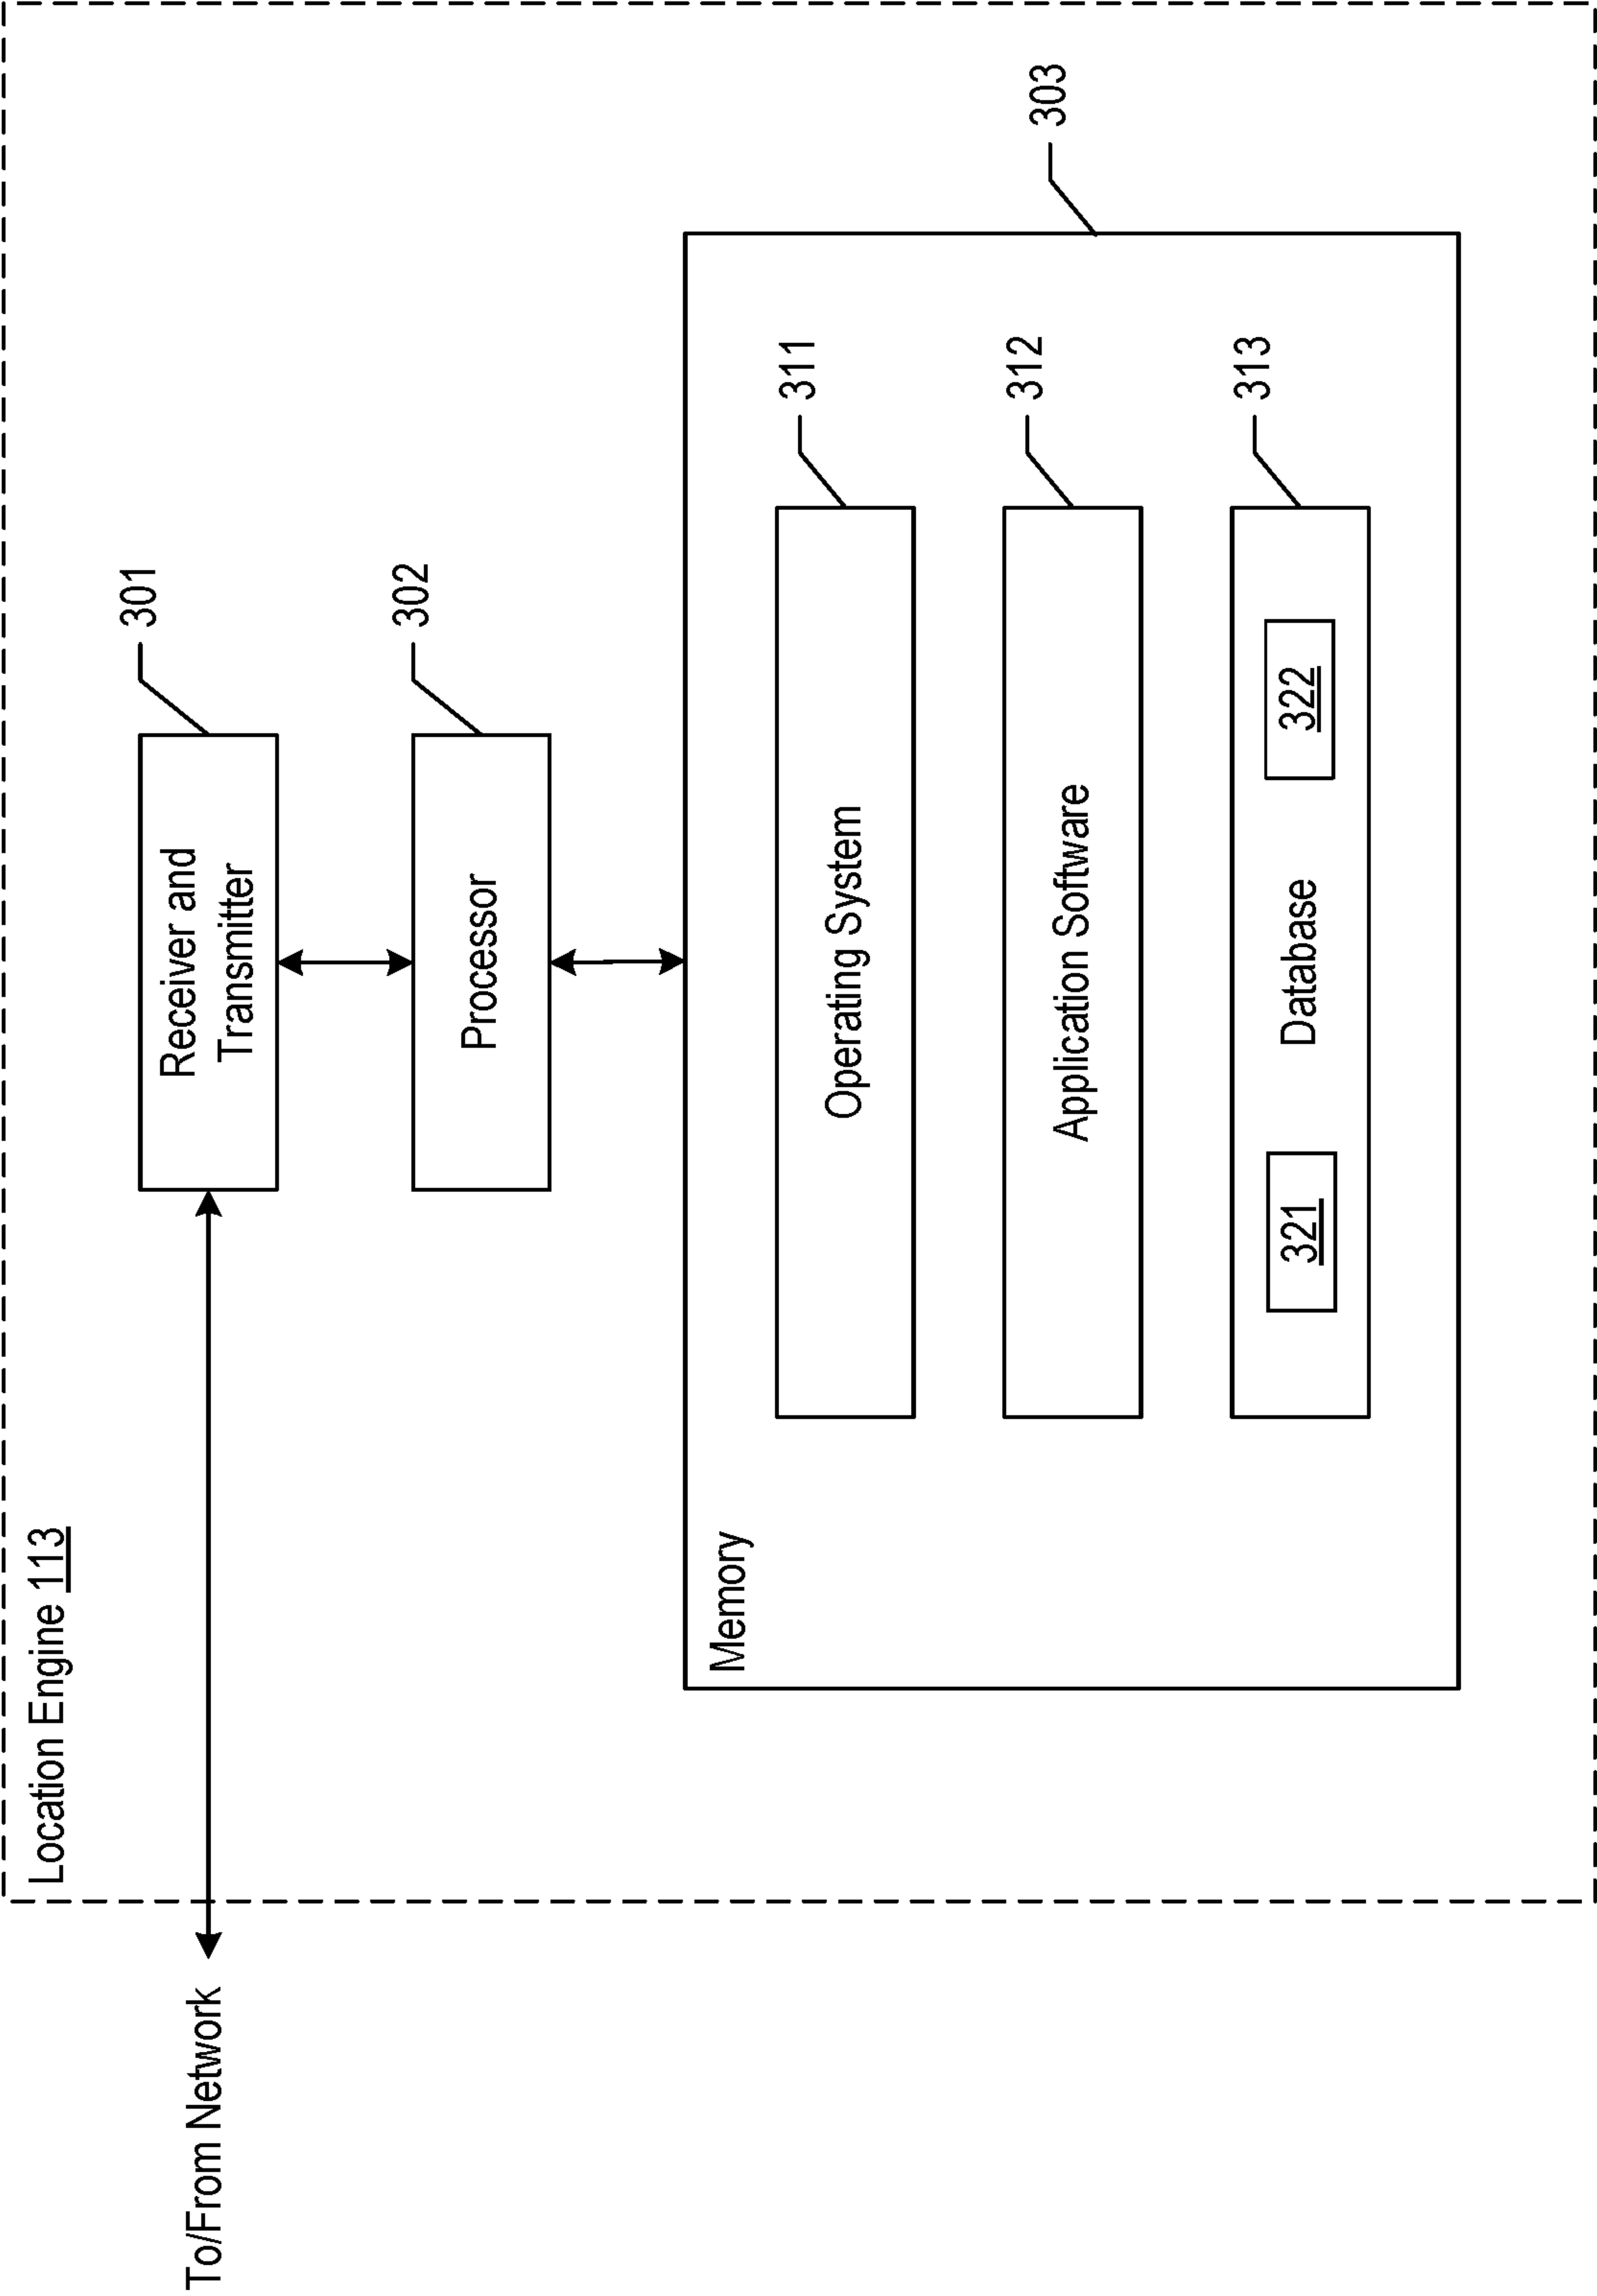 Location Engine 113
To/From Network
Receiver and
Transmitter
301
Processor
302
Memory
303
Operating System
311
Application Software
312
321
Database
322
313